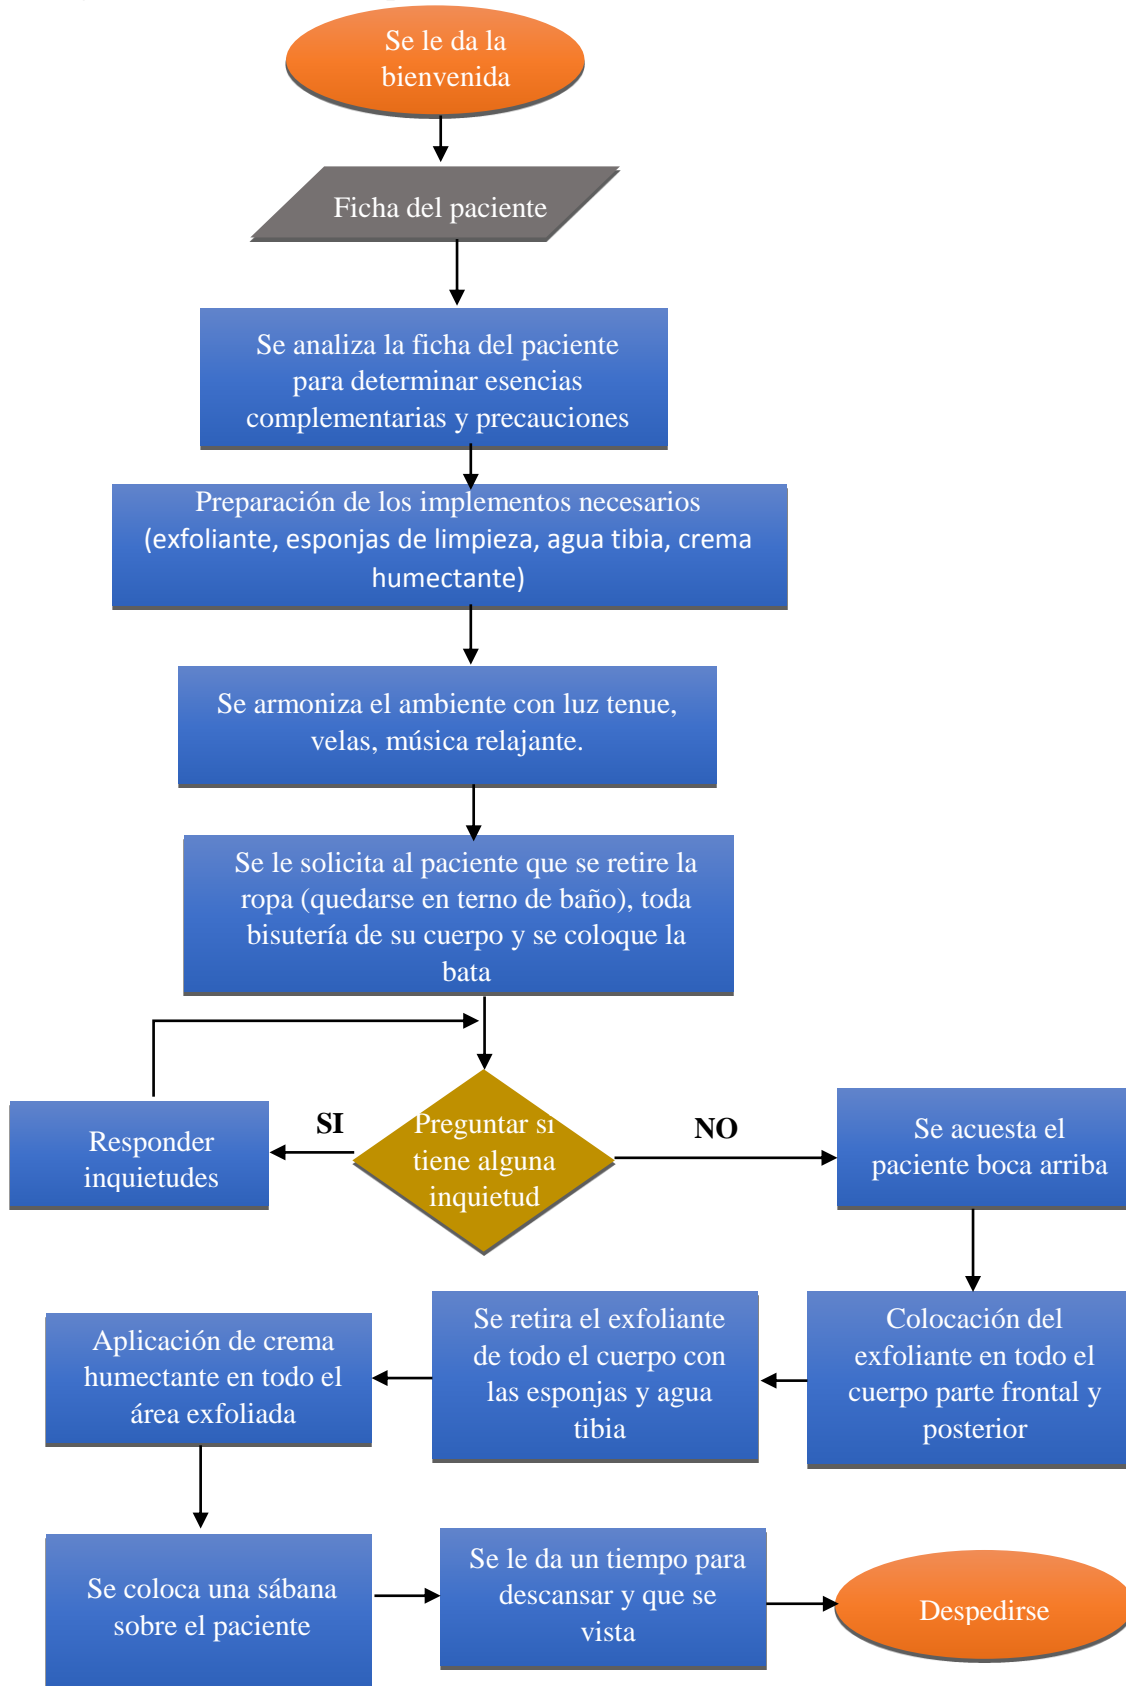 Se le da la
bienvenida
Ficha del paciente
Se analiza la ficha del paciente
para determinar esencias
complementarias y precauciones
Preparación de los implementos necesarios
(exfoliante, esponjas de limpieza, agua tibia, crema
humectante)
Se armoniza el ambiente con luz tenue,
velas, música relajante.
Se le solicita al paciente que se retire la
ropa (quedarse en terno de baño), toda
bisutería de su cuerpo y se coloque la
bata
Preguntar si
tiene alguna
inquietud
SI
Responder
inquietudes
NO
Se acuesta el
paciente boca arriba
Colocación del
exfoliante en todo el
cuerpo parte frontal y
posterior
Se retira el exfoliante
de todo el cuerpo con
las esponjas y agua
tibia
Aplicación de crema
humectante en todo el
área exfoliada
Se coloca una sábana
sobre el paciente
Se le da un tiempo para
descansar y que se
vista
Despedirse